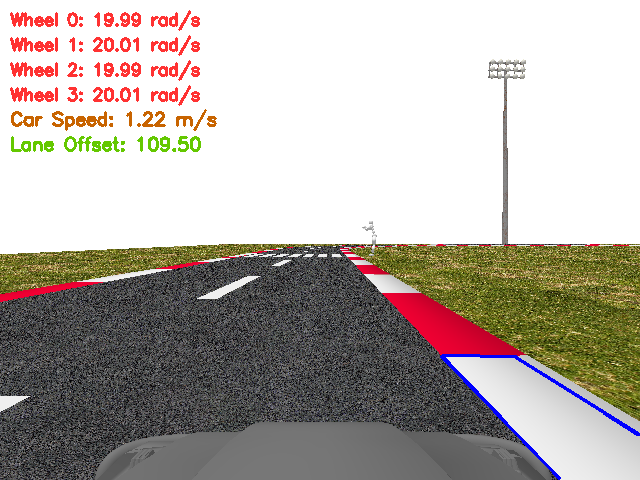 Wheel 0: 19.99 rad/s
Wheel 1: 20.01 rad/s
Wheel 2: 19.99 rad/s
Wheel 3: 20.01 rad/s
Car Speed: 1.22 m/s
Lane Offset: 109.50